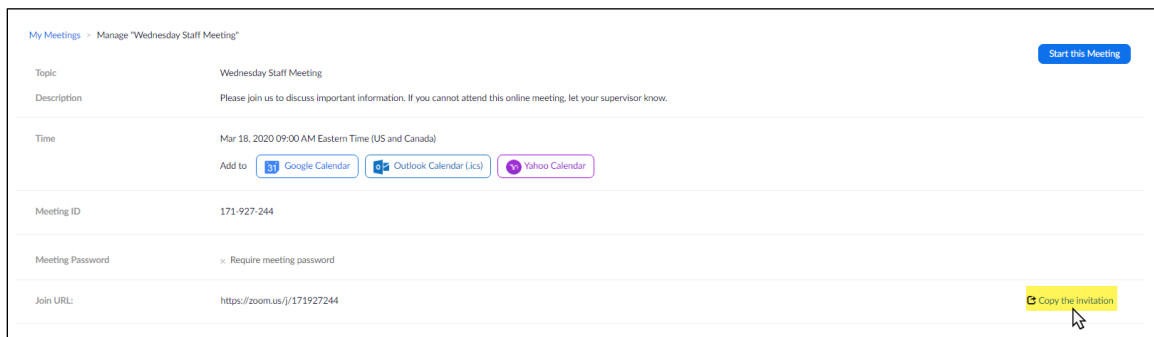 My Meetings > Manage "Wednesday Staff Meeting"
Start this Meeting
Topic Wednesday Staff Meeting
Description Please join us to discuss important information. If you cannot attend this online meeting, let your supervisor know.
Time Mar 18, 2020 09:00 AM Eastern Time (US and Canada)
Add to 31 Google Calendar Outlook Calendar (.ics) Yahoo Calendar
Meeting ID 171-927-244
Meeting Password × Require meeting password
Join URL: https://zoom.us/j/171927244 Copy the invitation